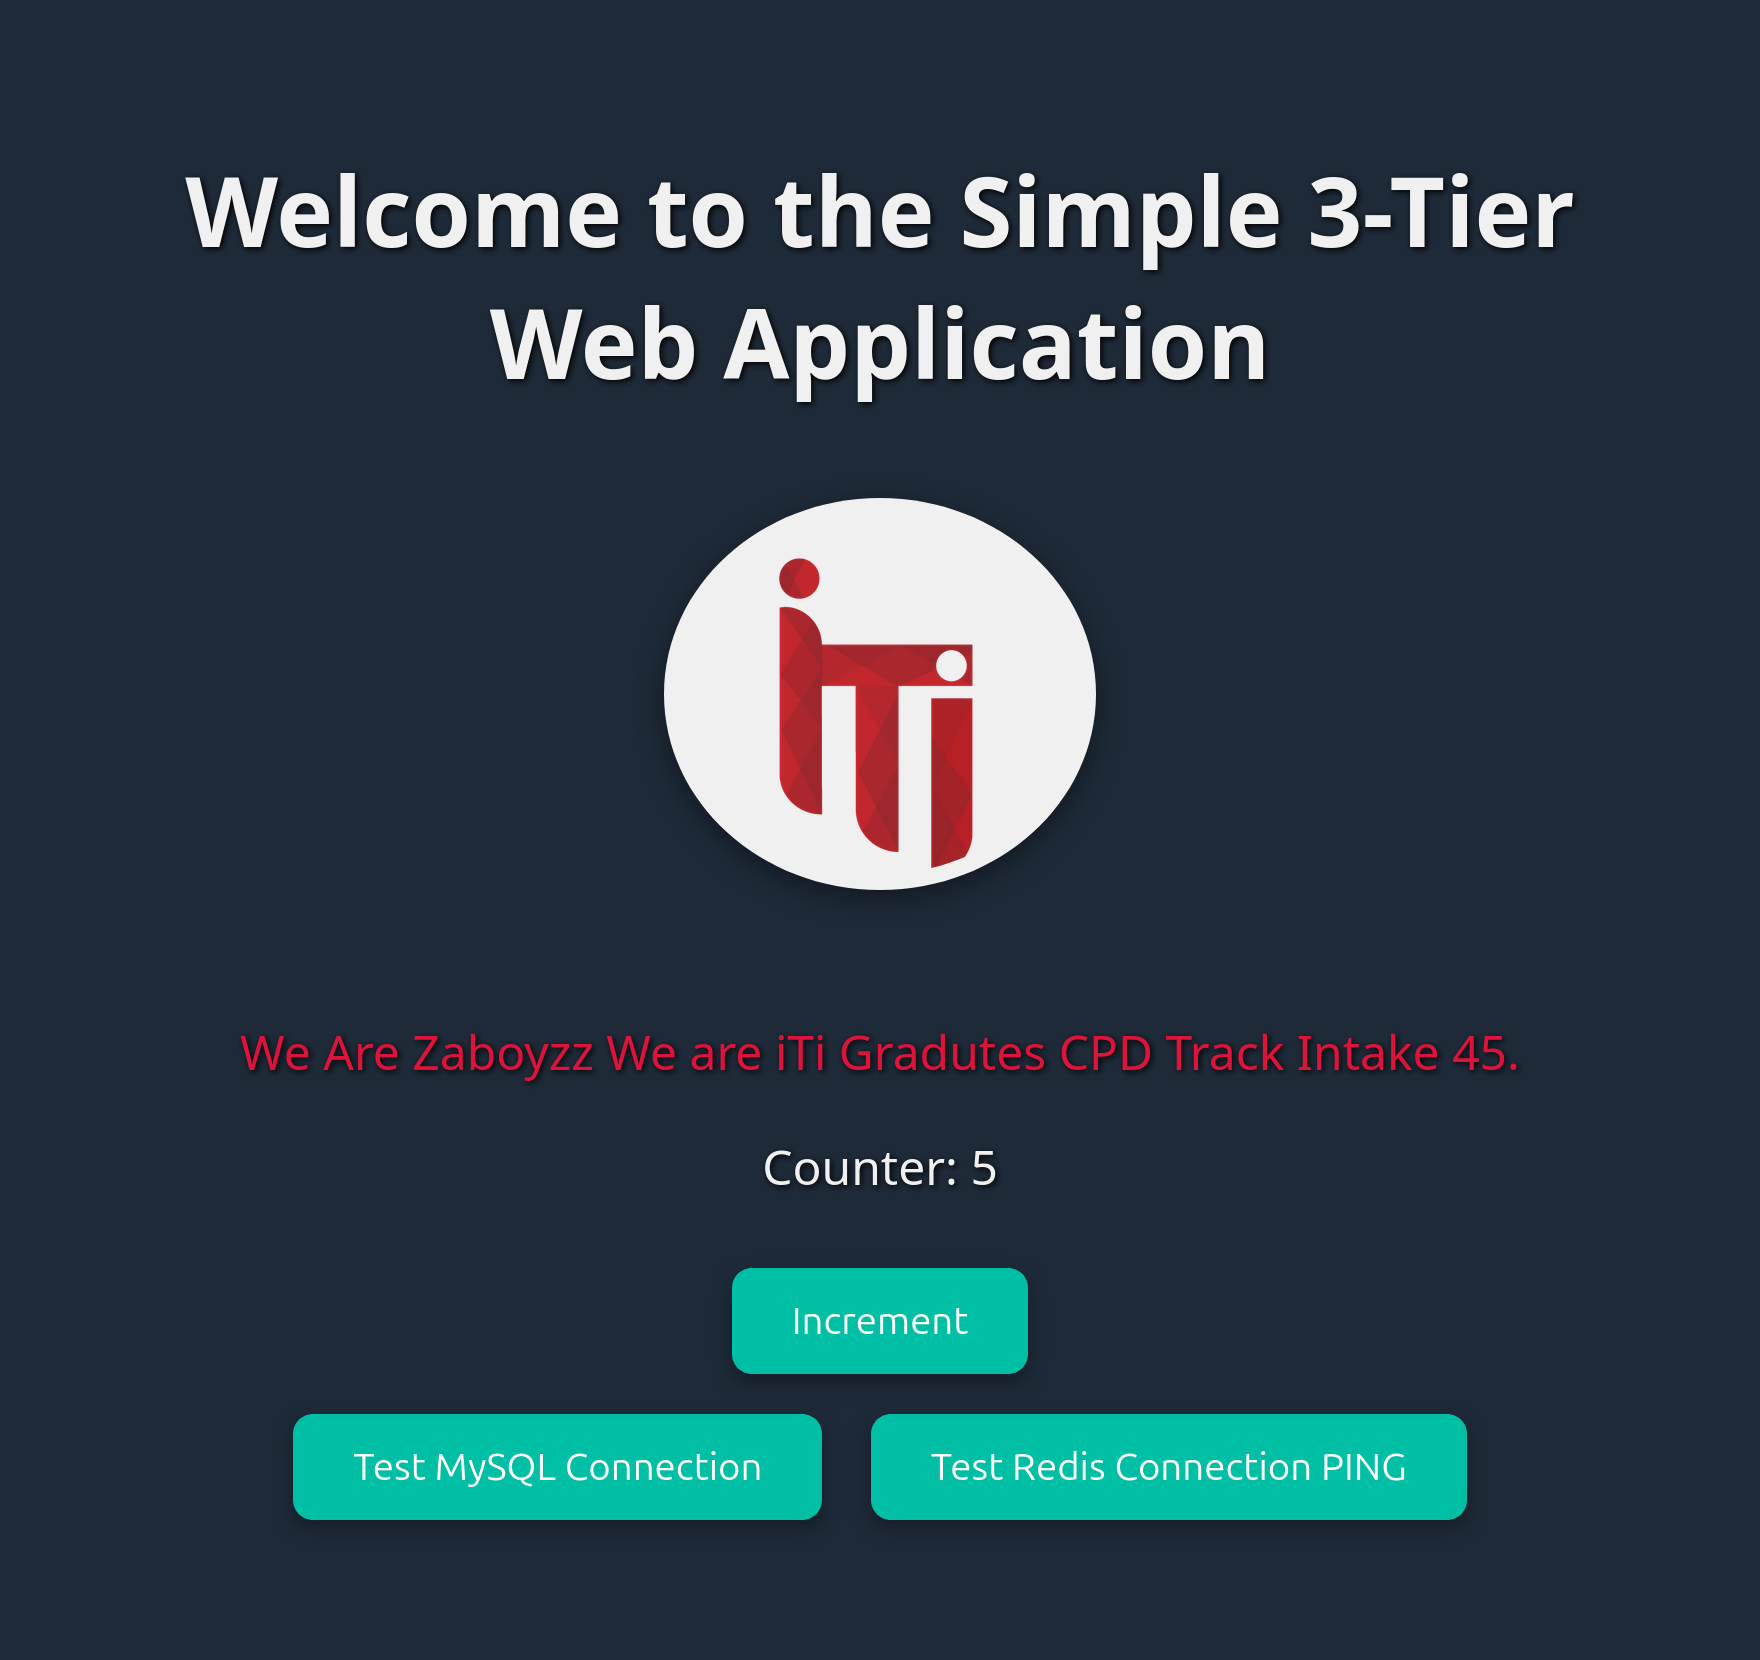 Welcome to the Simple 3-Tier
Web Application
iTi
We Are Zaboyzz We are iTi Gradutes CPD Track Intake 45.
Counter: 5
Increment
Test MySQL Connection
Test Redis Connection PING